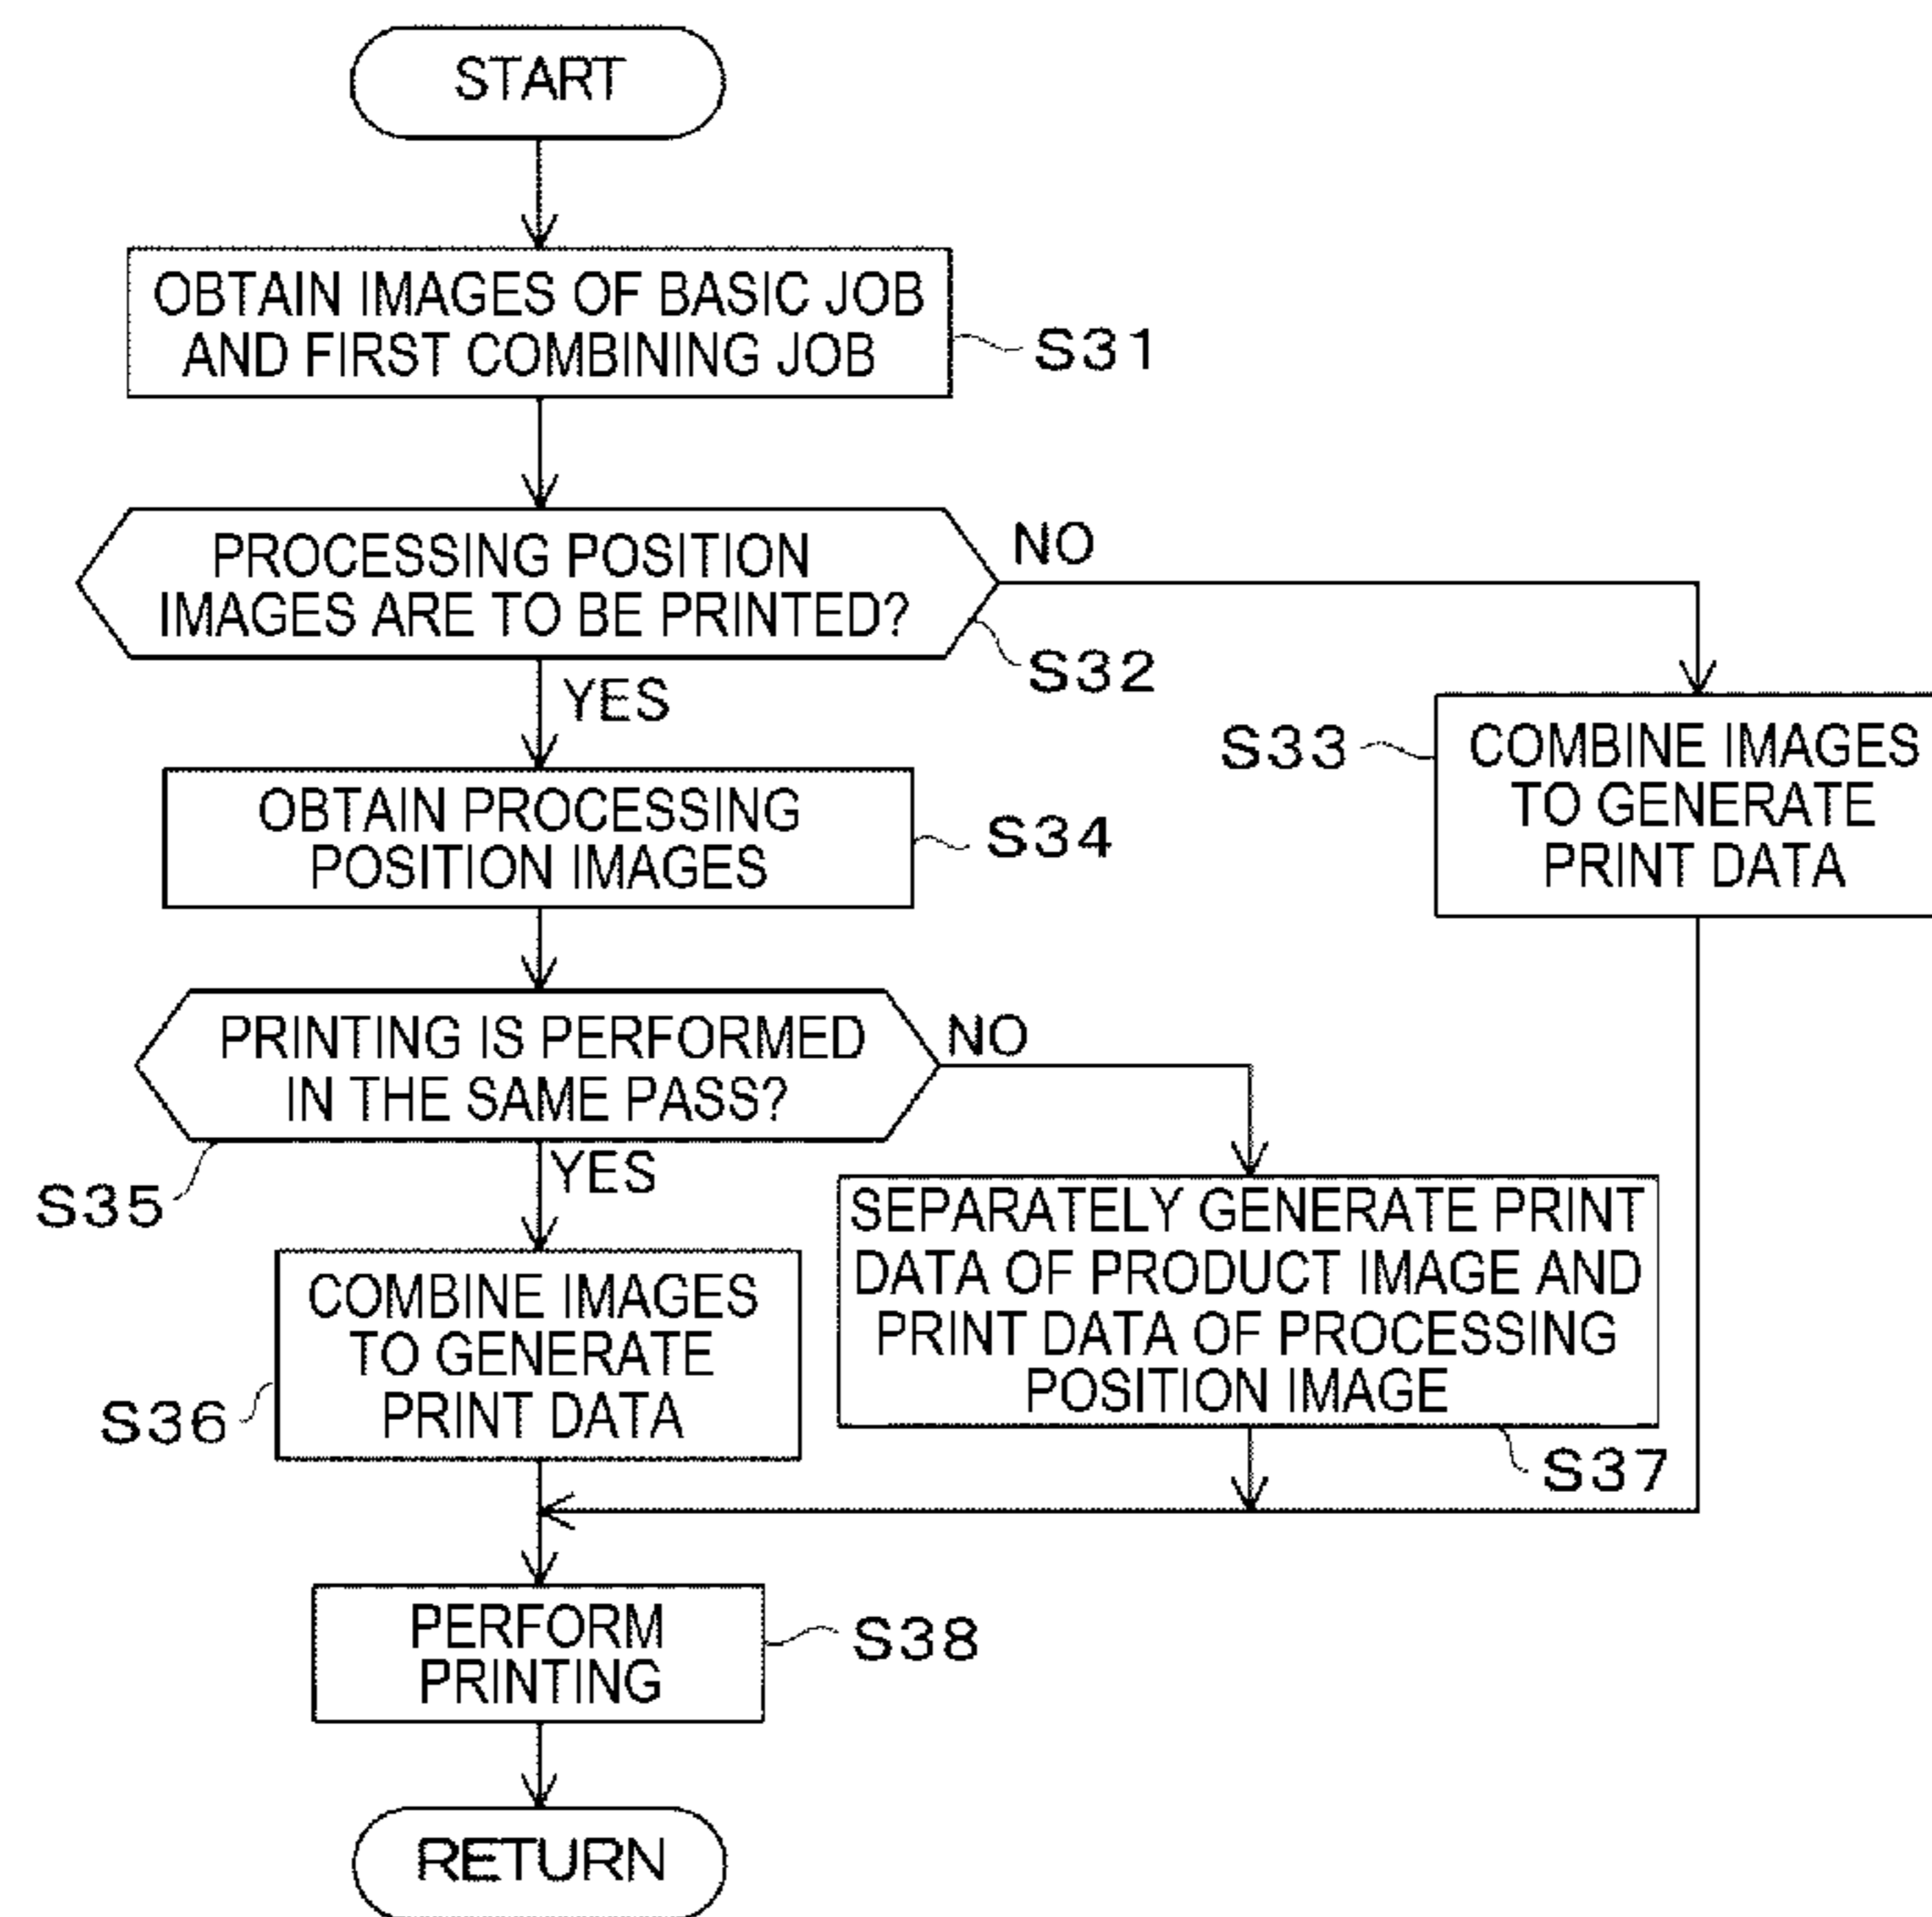 START
OBTAIN IMAGES OF BASIC JOB
AND FIRST COMBINING JOB
S31
PROCESSING POSITION
IMAGES ARE TO BE PRINTED?
NO
S32
YES
S33
COMBINE IMAGES
TO GENERATE
PRINT DATA
OBTAIN PROCESSING
POSITION IMAGES
S34
PRINTING IS PERFORMED
IN THE SAME PASS?
NO
S35
YES
SEPARATELY GENERATE PRINT
DATA OF PRODUCT IMAGE AND
PRINT DATA OF PROCESSING
POSITION IMAGE
S37
COMBINE IMAGES
TO GENERATE
PRINT DATA
S36
PERFORM
PRINTING
S38
RETURN